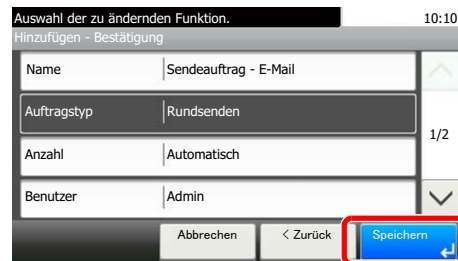 Auswahl der zu ändernden Funktion. 10:10
Hinzufügen - Bestätigung
Name Sendeauftrag - E-Mail
Auftragstyp Rundsenden
1/2
Anzahl Automatisch
Benutzer Admin
Abbrechen < Zurück Speichern